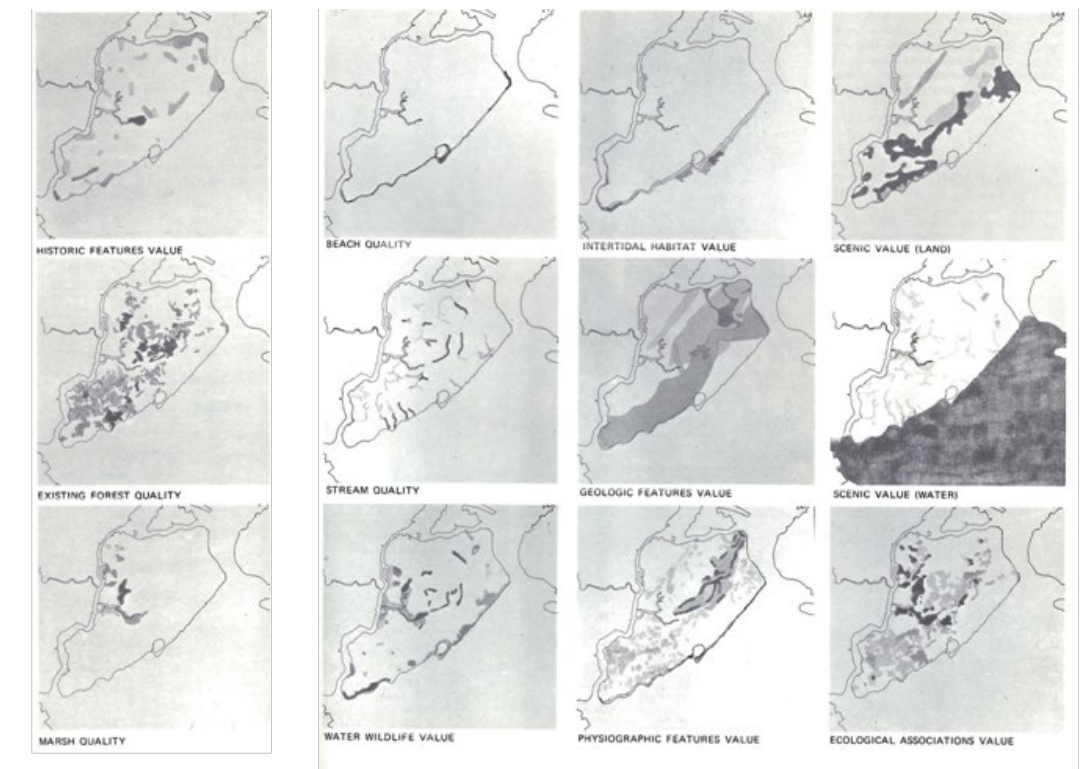 HISTORIC FEATURES VALUE
BEACH QUALITY
INTERTIDAL HABITAT VALUE
SCENIC VALUE (LAND)
EXISTING FOREST QUALITY
STREAM QUALITY
GEOLOGIC FEATURES VALUE
SCENIC VALUE (WATER)
MARSH QUALITY
WATER WILDLIFE VALUE
PHYSIOGRAPHIC FEATURES VALUE
ECOLOGICAL ASSOCIATIONS VALUE